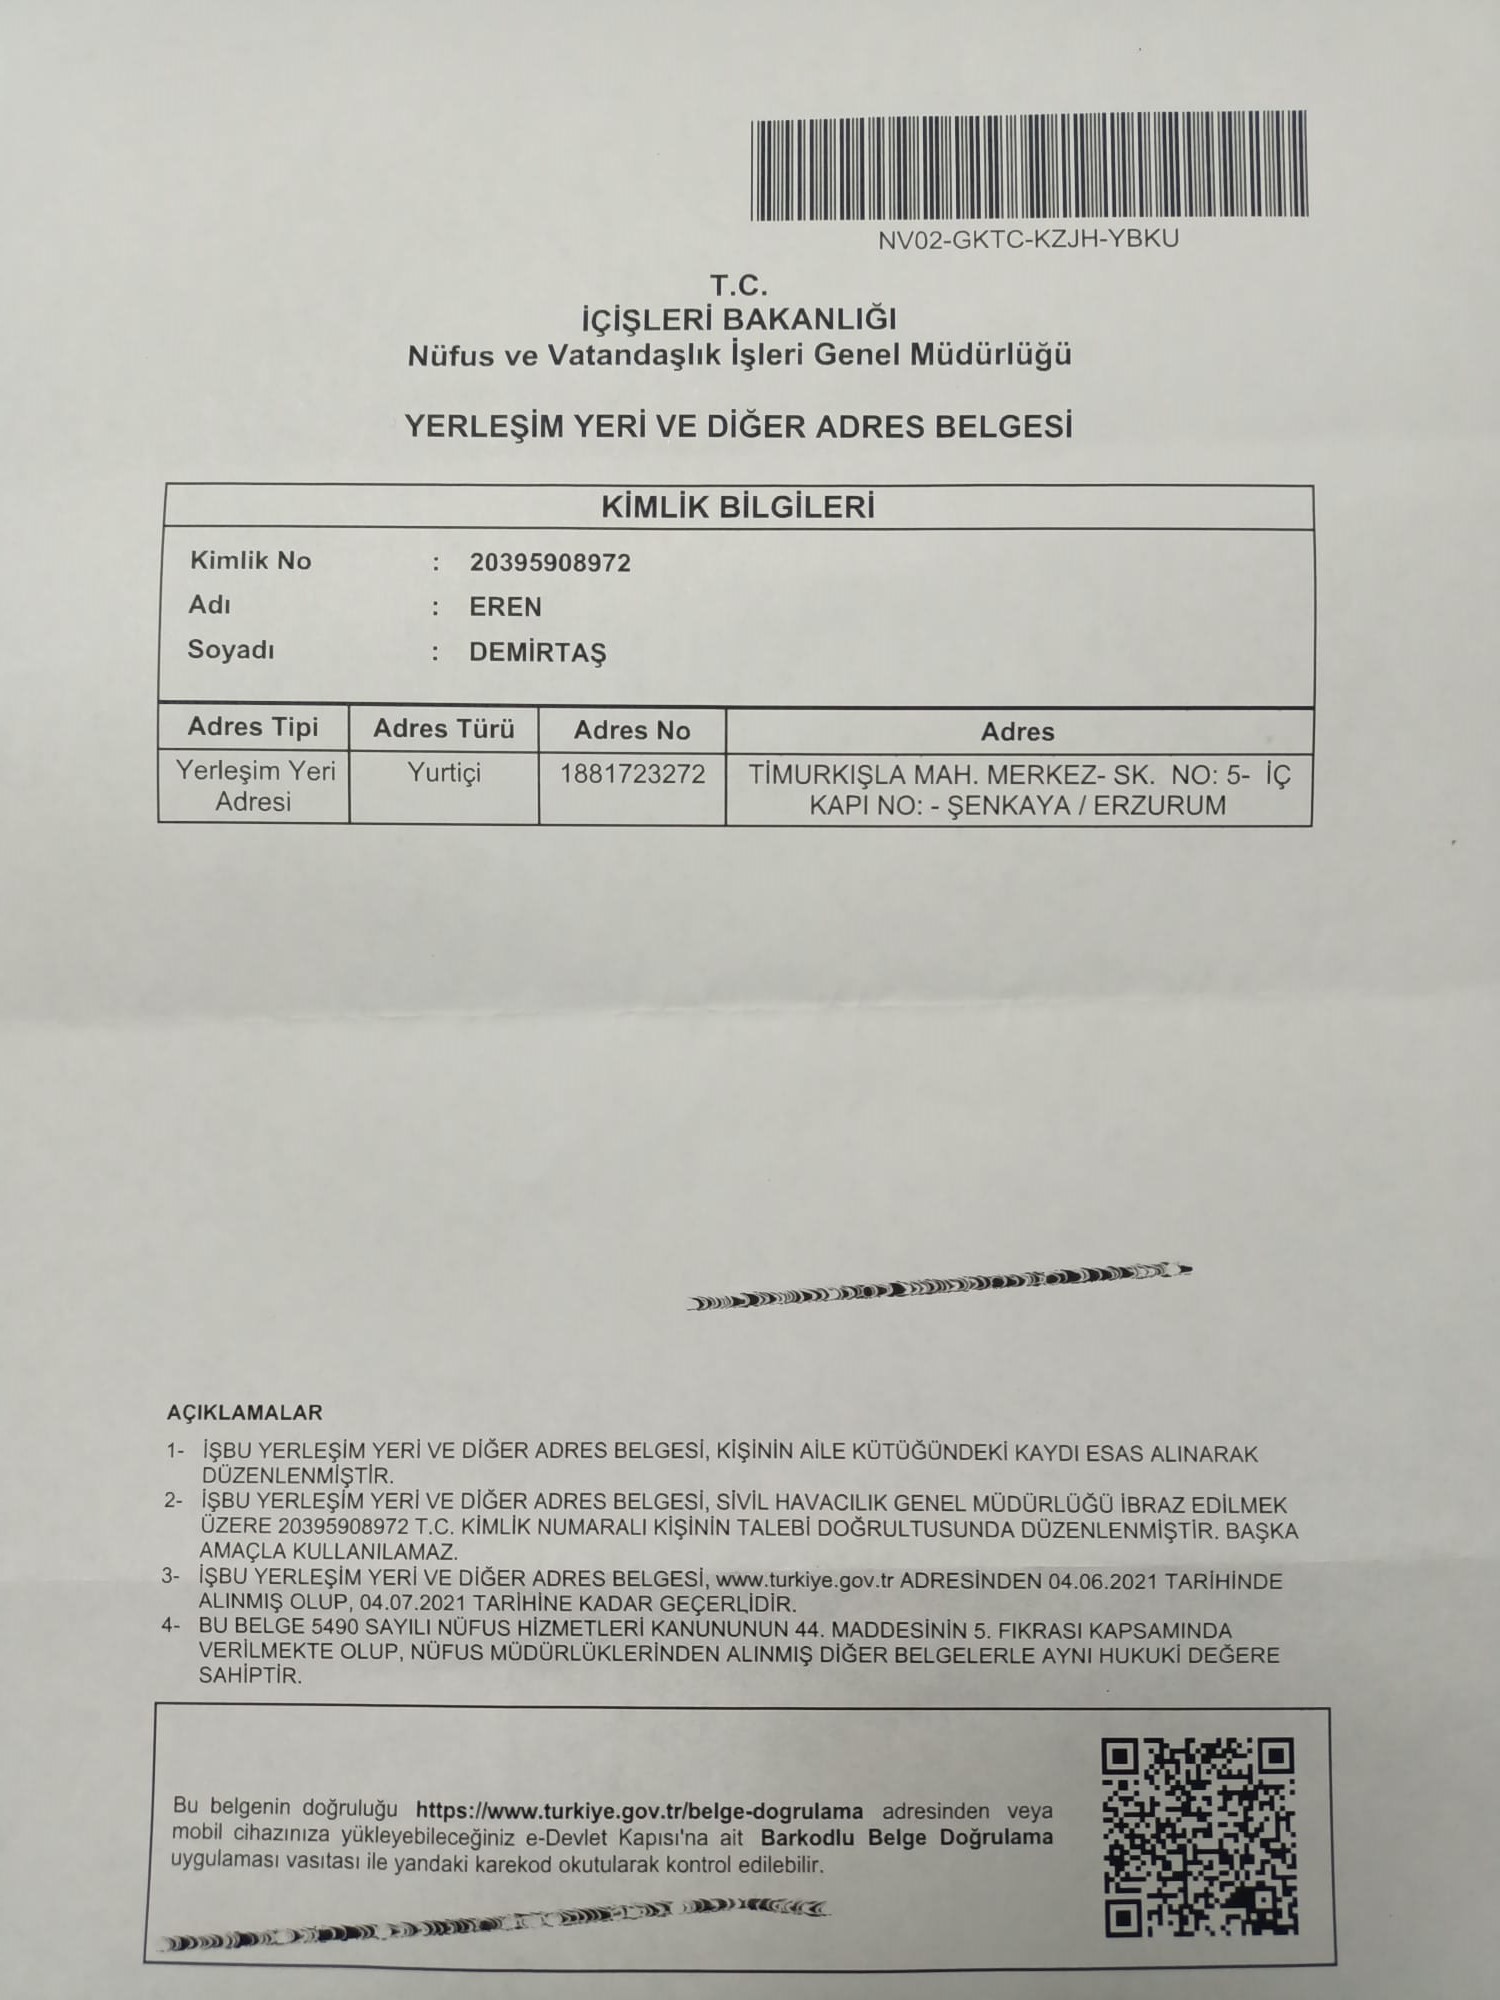 NV02-GKTC-KZJH-YBKU
T.C.
İÇİŞLERİ BAKANLIĞI
Nüfus ve Vatandaşlık İşleri Genel Müdürlüğü
YERLEŞİM YERİ VE DİĞER ADRES BELGESİ
KİMLİK BİLGİLERİ
Kimlik No : 20395908972
Adı : EREN
Soyadı : DEMİRTAŞ
Adres Tipi Adres Türü Adres No Adres
Yerleşim Yeri Yurtiçi 1881723272 TİMURKIŞLA MAH. MERKEZ- SK. NO: 5- İÇ
Adresi KAPI NO: - ŞENKAYA / ERZURUM
AÇIKLAMALAR
1- İŞBU YERLEŞİM YERİ VE DİĞER ADRES BELGESİ, KİŞİNİN AİLE KÜTÜĞÜNDEKİ KAYDI ESAS ALINARAK
DÜZENLENMİŞTİR.
2- İŞBU YERLEŞİM YERİ VE DİĞER ADRES BELGESİ, SİVİL HAVACILIK GENEL MÜDÜRLÜĞÜ İBRAZ EDİLMEK
ÜZERE 20395908972 T.C. KİMLİK NUMARALI KİŞİNİN TALEBİ DOĞRULTUSUNDA DÜZENLENMİŞTİR. BAŞKA
AMAÇLA KULLANILAMAZ.
3- İŞBU YERLEŞİM YERİ VE DİĞER ADRES BELGESİ, www.turkiye.gov.tr ADRESİNDEN 04.06.2021 TARİHİNDE
ALINMIŞ OLUP, 04.07.2021 TARİHİNE KADAR GEÇERLİDİR.
4- BU BELGE 5490 SAYILI NÜFUS HİZMETLERİ KANUNUNUN 44. MADDESİNİN 5. FIKRASI KAPSAMINDA
VERİLMEKTE OLUP, NÜFUS MÜDÜRLÜKLERİNDEN ALINMIŞ DİĞER BELGELERLE AYNI HUKUKİ DEĞERE
SAHİPTİR.
Bu belgenin doğruluğu https://www.turkiye.gov.tr/belge-dogrulama adresinden veya
mobil cihazınıza yükleyebileceğiniz e-Devlet Kapısı'na ait Barkodlu Belge Doğrulama
uygulaması vasıtası ile yandaki karekod okutularak kontrol edilebilir.